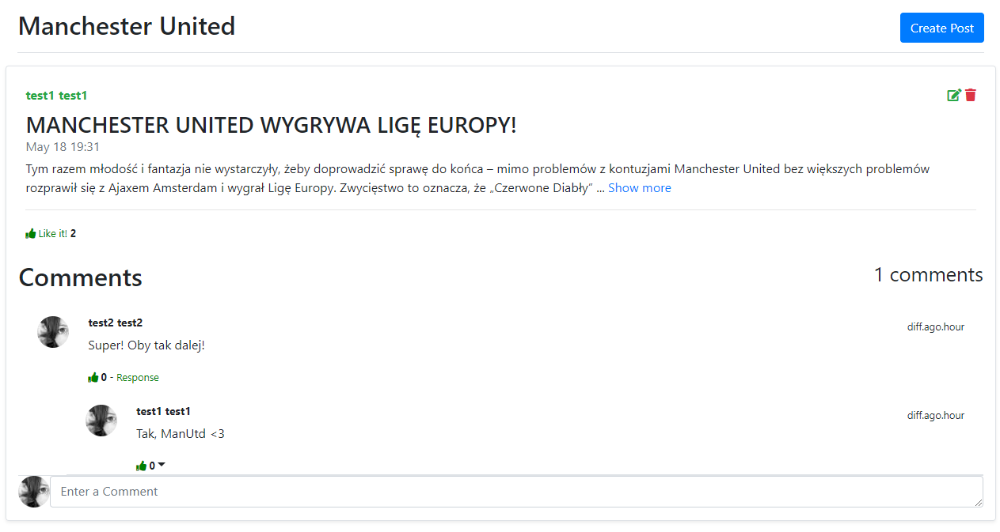 Manchester United
Create Post
test1 test1
MANCHESTER UNITED WYGRYWA LIGĘ EUROPY!
May 18 19:31
Tym razem młodość i fantazja nie wystarczyły, żeby doprowadzić sprawę do końca – mimo problemów z kontuzjami Manchester United bez większych problemów
rozprawił się z Ajaxem Amsterdam i wygrał Ligę Europy. Zwycięstwo to oznacza, że „Czerwone Diabły” ... Show more
Like it! 2
Comments
1 comments
test2 test2
diff.ago.hour
Super! Oby tak dalej!
0 - Response
test1 test1
diff.ago.hour
Tak, ManUtd <3
0
Enter a Comment